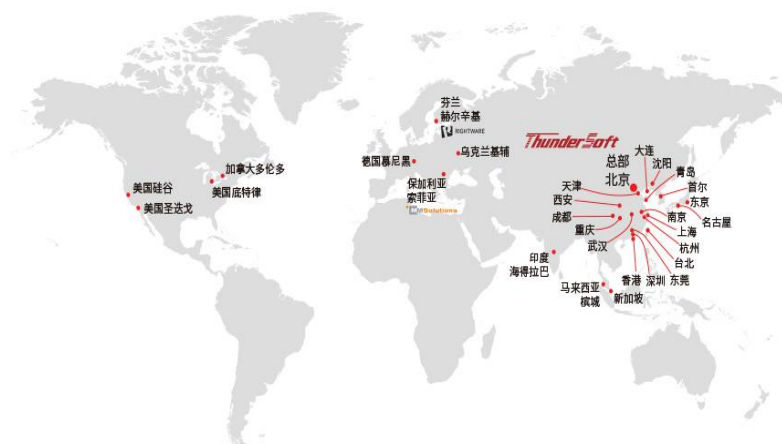 芬兰
赫尔辛基
RIGHTWARE
ThunderSoft
乌克兰基辅
德国慕尼黑
保加利亚
索菲亚
MMSolutions
加拿大多伦多
美国硅谷
美国底特律
美国圣迭戈
总部
北京
大连
沈阳
青岛
天津
首尔
西安
东京
成都
南京
名古屋
重庆
上海
武汉
杭州
台北
香港
深圳
东莞
印度
海得拉巴
马来西亚
槟城
新加坡